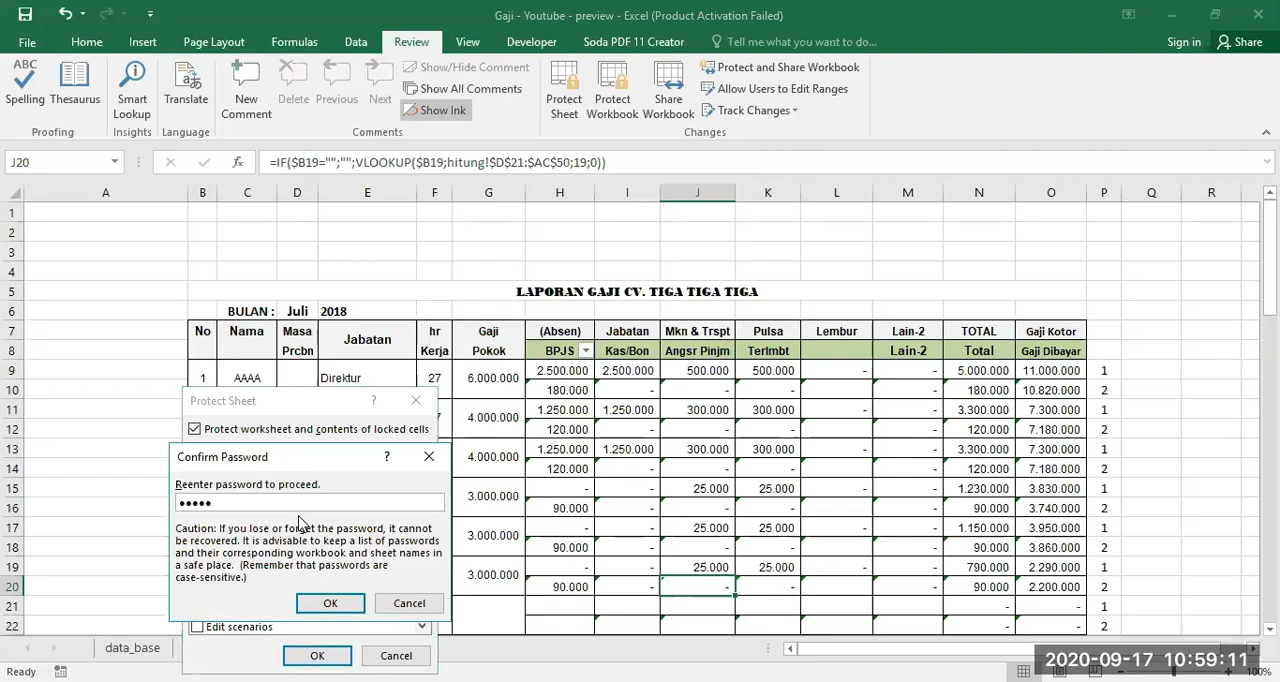 Gaji - Youtube - preview - Excel (Product Activation Failed)
File Home Insert Page Layout Formulas Data Review View Developer Soda PDF 11 Creator Tell me what you want to do... Sign in Share
ABC
Spelling Thesaurus Smart Lookup Translate New Comment Delete Previous Next
Show/Hide Comment
Show All Comments
Show Ink
Protect Sheet Protect Workbook Share Workbook
Protect and Share Workbook
Allow Users to Edit Ranges
Track Changes
Proofing Insights Language Comments Changes
J20 fx =IF($B19="";"";VLOOKUP($B19;hitung!$D$21:$AC$50;19;0))
A B C D E F G H I J K L M N O P Q R
1
2
3
4
5 LAPORAN GAJI CV. TIGA TIGA TIGA
6 BULAN : Juli 2018
7 No Nama Masa Jabatan hr Gaji (Absen) Jabatan Mkn & Trspt Pulsa Lembur Lain-2 TOTAL Gaji Kotor
8 Prcbn Kerja Pokok BPJS Kas/Bon Angsr Pinjm Terlmbt Lain-2 Total Gaji Dibayar
9 1 AAAA Direktur 27 6.000.000 2.500.000 2.500.000 500.000 500.000 - - 5.000.000 11.000.000 1
10 180.000 - - - - - 180.000 10.820.000 2
11 4.000.000 1.250.000 1.250.000 300.000 300.000 - - 3.300.000 7.300.000 1
12 120.000 - - - - - 120.000 7.180.000 2
13 4.000.000 1.250.000 1.250.000 300.000 300.000 - - 3.300.000 7.300.000 1
14 120.000 - - - - - 120.000 7.180.000 2
15 3.000.000 - - 25.000 25.000 - - 1.230.000 3.830.000 1
16 90.000 - - - - - 90.000 3.740.000 2
17 3.000.000 - - 25.000 25.000 - - 1.150.000 3.950.000 1
18 90.000 - - - - - 90.000 3.860.000 2
19 3.000.000 - - 25.000 25.000 - - 790.000 2.290.000 1
20 90.000 - - - - - 90.000 2.200.000 2
21 - - 1
22 - - - - - - - - 2
Protect Sheet ?
Protect worksheet and contents of locked cells
Confirm Password ?
Reenter password to proceed.
•••••
Caution: If you lose or forget the password, it cannot
be recovered. It is advisable to keep a list of passwords
and their corresponding workbook and sheet names in
a safe place. (Remember that passwords are
case-sensitive.)
OK Cancel
Edit scenarios
OK Cancel
data_base
Ready
2020-09-17 10:59:11
100%